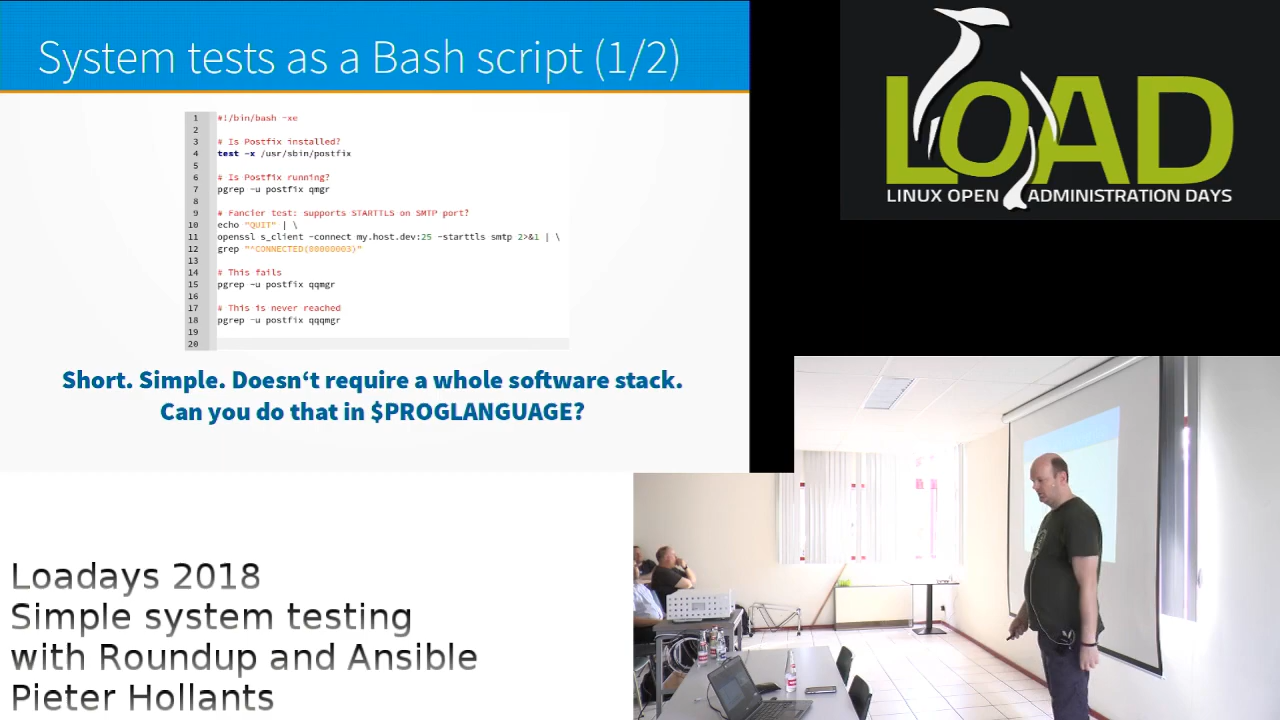 System tests as a Bash script (1/2)
1 #!/bin/bash -xe
2
3 # Is Postfix installed?
4 test -x /usr/sbin/postfix
5
6 # Is Postfix running?
7 pgrep -u postfix qmgr
8
9 # Fancier test: supports STARTTLS on SMTP port?
10 echo "QUIT" | \
11 openssl s_client -connect my.host.dev:25 -starttls smtp 2>&1 | \
12 grep "^CONNECTED(00000003)"
13
14 # This fails
15 pgrep -u postfix qqmgr
16
17 # This is never reached
18 pgrep -u postfix qqqmgr
19
20
Short. Simple. Doesn‘t require a whole software stack.
Can you do that in $PROGLANGUAGE?
LOAD
LINUX OPEN ADMINISTRATION DAYS
Loadays 2018
Simple system testing
with Roundup and Ansible
Pieter Hollants